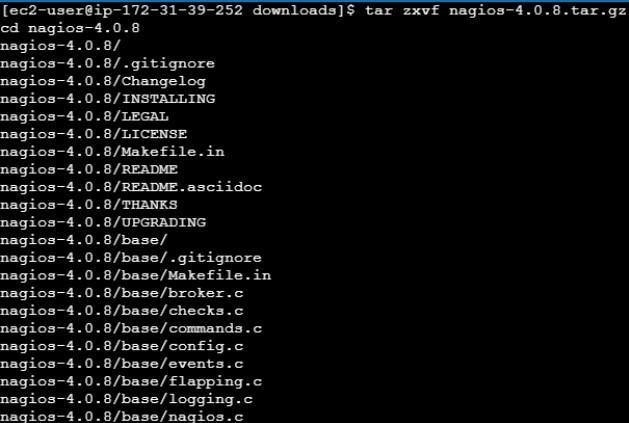 [ec2-user@ip-172-31-39-252 downloads]$ tar zxvf nagios-4.0.8.tar.gz
cd nagios-4.0.8
nagios-4.0.8/
nagios-4.0.8/.gitignore
nagios-4.0.8/Changelog
nagios-4.0.8/INSTALLING
nagios-4.0.8/LEGAL
nagios-4.0.8/LICENSE
nagios-4.0.8/Makefile.in
nagios-4.0.8/README
nagios-4.0.8/README.asciidoc
nagios-4.0.8/THANKS
nagios-4.0.8/UPGRADING
nagios-4.0.8/base/
nagios-4.0.8/base/.gitignore
nagios-4.0.8/base/Makefile.in
nagios-4.0.8/base/broker.c
nagios-4.0.8/base/checks.c
nagios-4.0.8/base/commands.c
nagios-4.0.8/base/config.c
nagios-4.0.8/base/events.c
nagios-4.0.8/base/flapping.c
nagios-4.0.8/base/logging.c
nagios-4.0.8/base/nagios.c